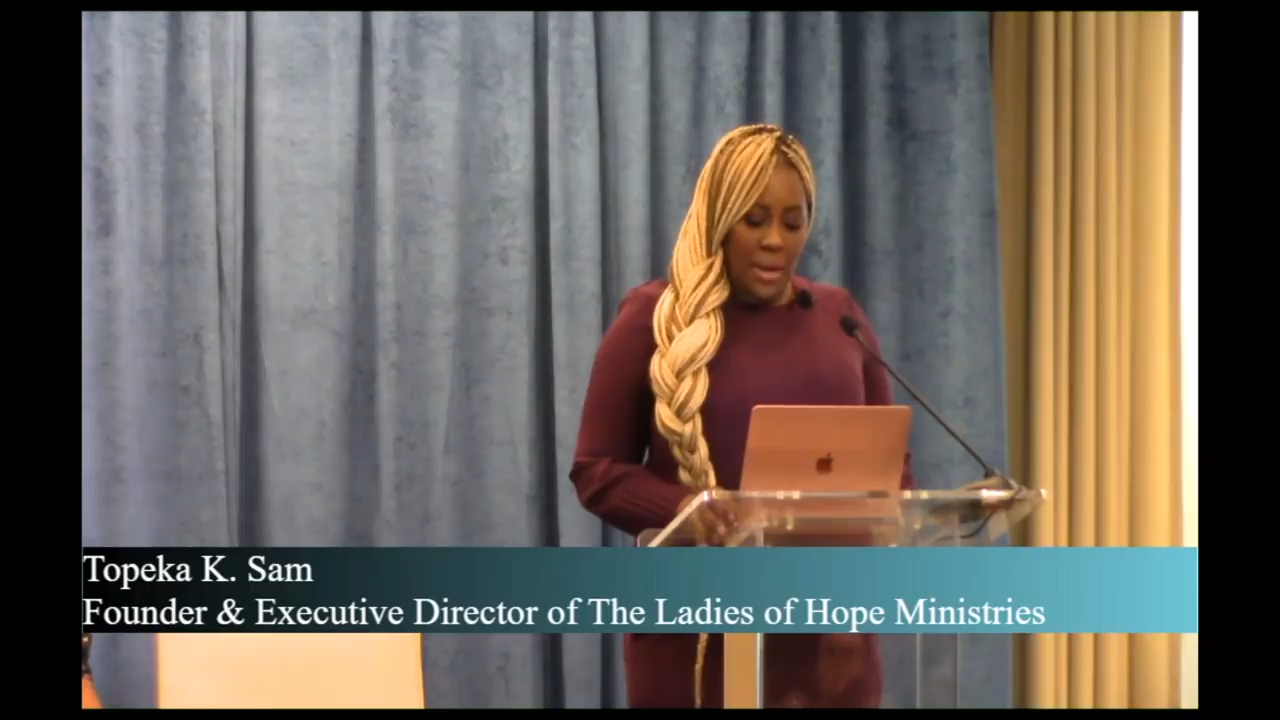 Topeka K. Sam
Founder & Executive Director of The Ladies of Hope Ministries